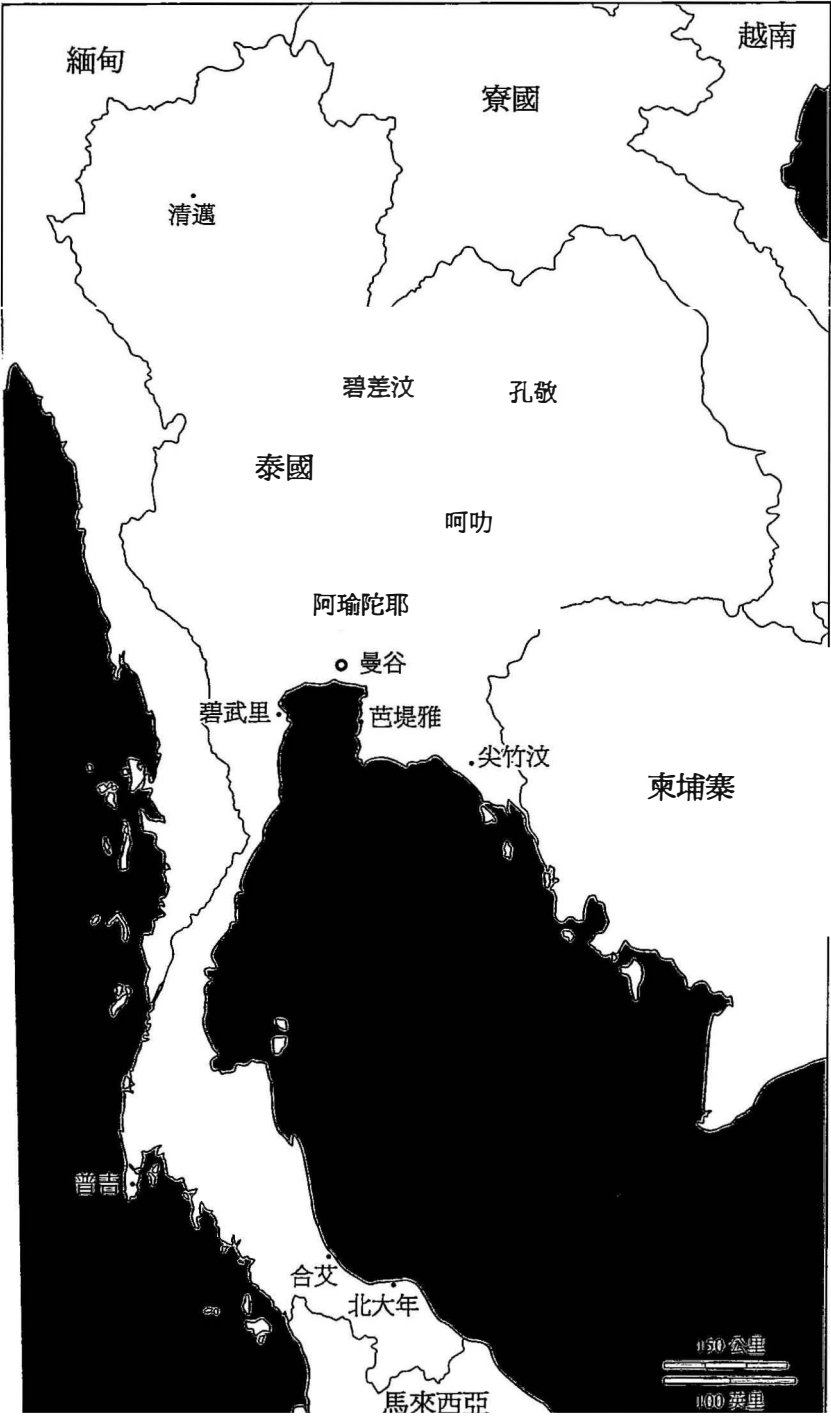 緬甸
越南
寮國
清邁
碧差汶
孔敬
泰國
呵叻
阿瑜陀耶
曼谷
碧武里
芭堤雅
尖竹汶
柬埔寨
普吉
合艾
北大年
150 公里
100 英里
馬來西亞